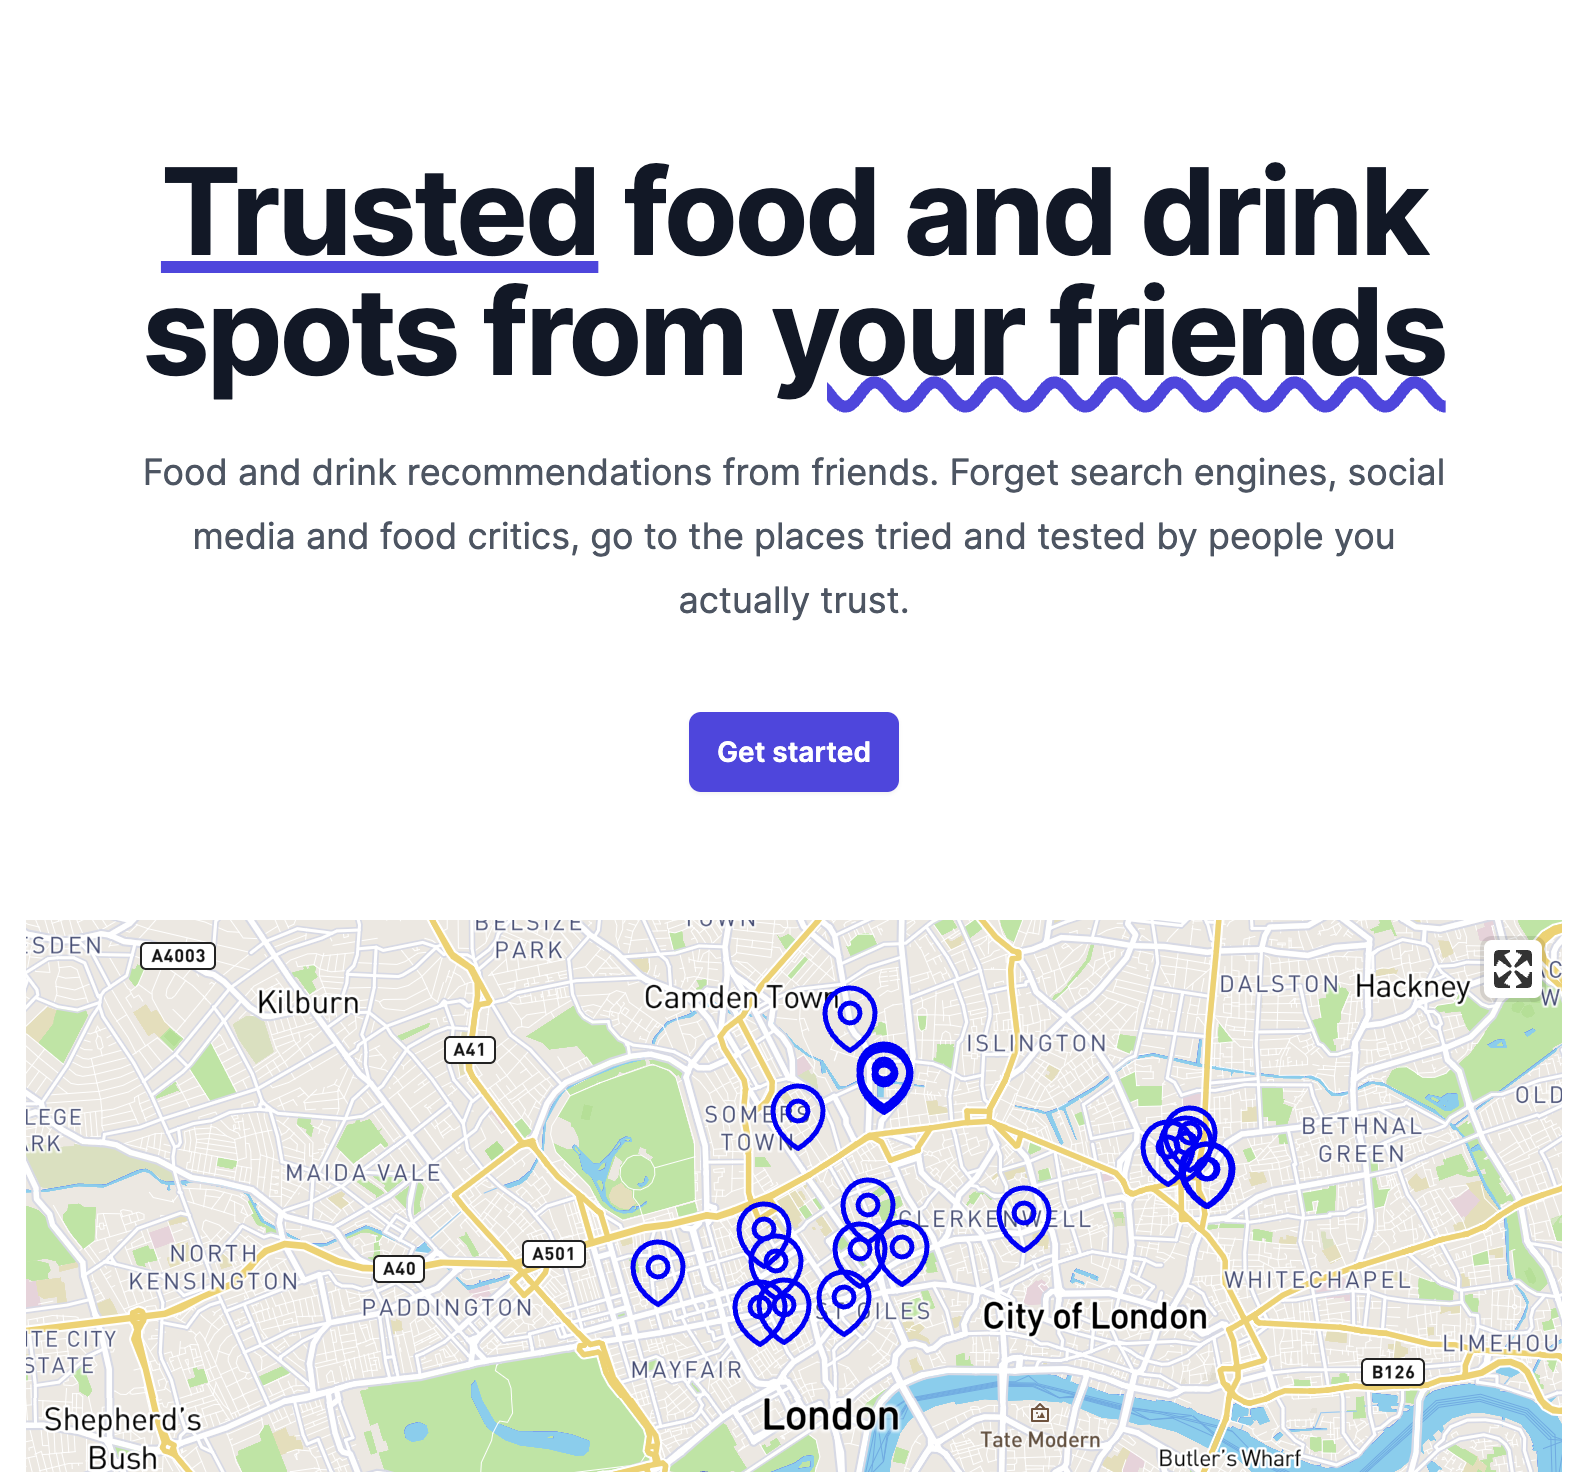 Trusted food and drink
spots from your friends
Food and drink recommendations from friends. Forget search engines, social
media and food critics, go to the places tried and tested by people you
actually trust.
Get started
BELSIZE
PARK
TOWN
ESDEN
A4003
DALSTON
Hackney
Kilburn
Camden Town
A41
ISLINGTON
OLD
LEGE
ARK
SOMERS
TOWN
BETHNAL
GREEN
MAIDA VALE
CLERKENWELL
NORTH
KENSINGTON
A40
A501
WHITECHAPEL
PADDINGTON
ST GILES
City of London
ITE CITY
STATE
LIMEHOU
MAYFAIR
B126
Shepherd's
Bush
London
Tate Modern
Butler's Wharf